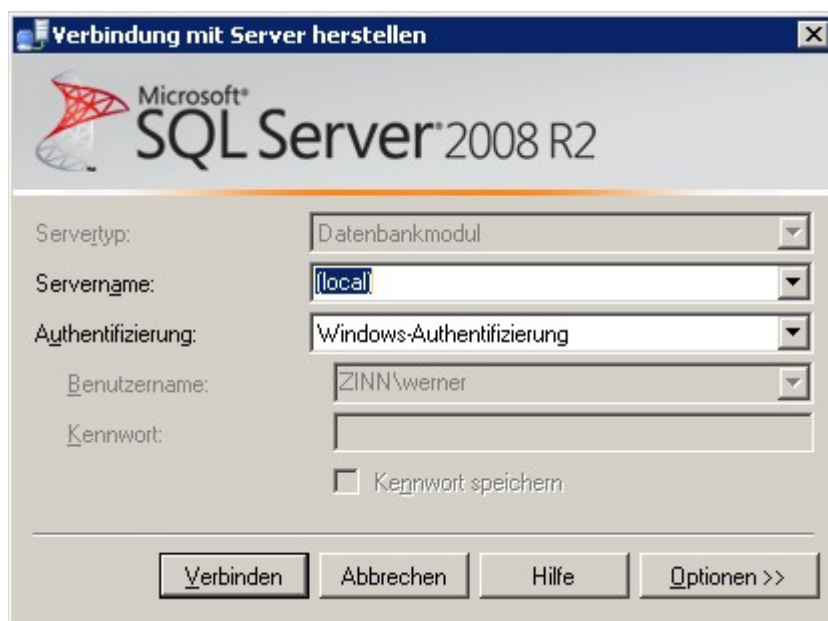 Verbindung mit Server herstellen
Microsoft®
SQL Server® 2008 R2
Servertyp: Datenbankmodul
Servername: (local)
Authentifizierung: Windows-Authentifizierung
Benutzername: ZINN\werner
Kennwort:
Kennwort speichern
Verbinden Abbrechen Hilfe Optionen >>